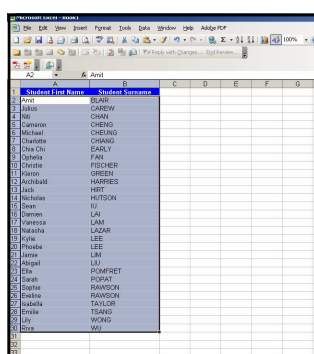 Microsoft Excel - Book1
File Edit View Insert Format Tools Data Window Help Adobe PDF
100%
Reply with Changes... End Review...
A2 Amit
A B C D E F G
1 Student First Name Student Surname
2 Amit BLAIR
3 Julius CAREW
4 Niti CHAN
5 Cameron CHENG
6 Michael CHEUNG
7 Charlotte CHIANG
8 Chia Chi EARLY
9 Ophelia FAN
10 Christie FISCHER
11 Kieron GREEN
12 Archibald HARRIES
13 Jack HIRT
14 Nicholas HUTSON
15 Sean IU
16 Damien LAI
17 Vanessa LAM
18 Natasha LAZAR
19 Kylie LEE
20 Phoebe LEE
21 Jamie LIM
22 Abigail LIU
23 Ella POMFRET
24 Sarah POPAT
25 Sophie RAWSON
26 Eveline RAWSON
27 Isabella TAYLOR
28 Emilie TSANG
29 Lily WONG
30 Riya WU
31
32
33